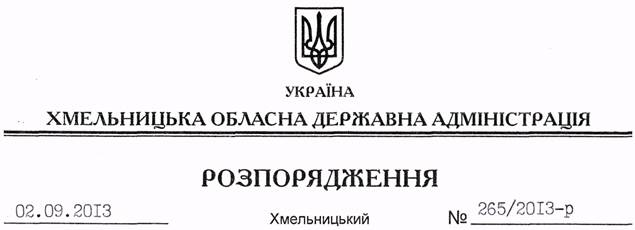 УКРАЇНА
ХМЕЛЬНИЦЬКА ОБЛАСНА ДЕРЖАВНА АДМІНІСТРАЦІЯ
РОЗПОРЯДЖЕННЯ
02.09.2013 Хмельницький № 265/2013-р